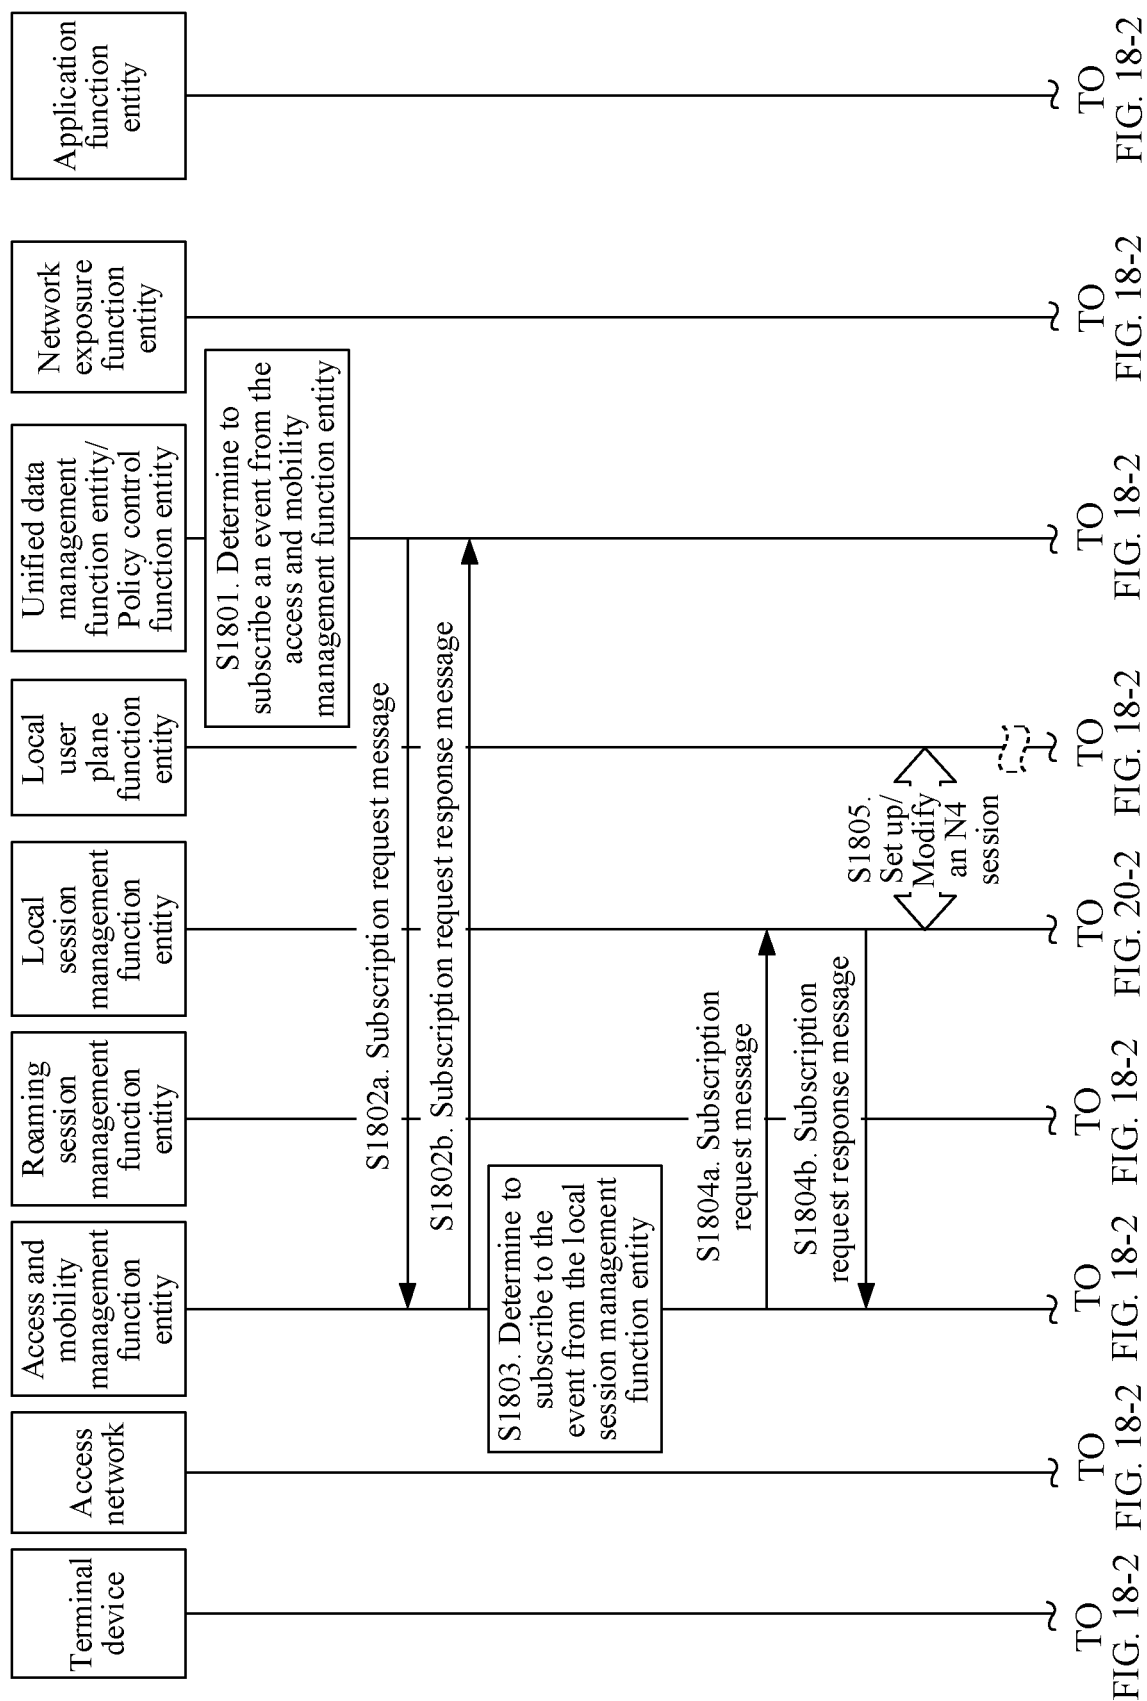 Terminal
device
Access
network
Access and
mobility
management
function
entity
Roaming
session
management
function
entity
Local
session
management
function
entity
Local
user
plane
function
entity
Unified data
management
function entity/
Policy control
function entity
Network
exposure
function
entity
Application
function
entity
S1801. Determine to
subscribe an event from the
access and mobility
management function entity
S1802a. Subscription request message
S1802b. Subscription request response message
S1803. Determine to
subscribe to the
event from the local
session management
function entity
S1804a. Subscription
request message
S1804b. Subscription
request response message
S1805.
Set up/
Modify
an N4
session
TO
FIG. 18-2
TO
FIG. 18-2
TO
FIG. 18-2
TO
FIG. 18-2
TO
FIG. 20-2
TO
FIG. 18-2
TO
FIG. 18-2
TO
FIG. 18-2
TO
FIG. 18-2